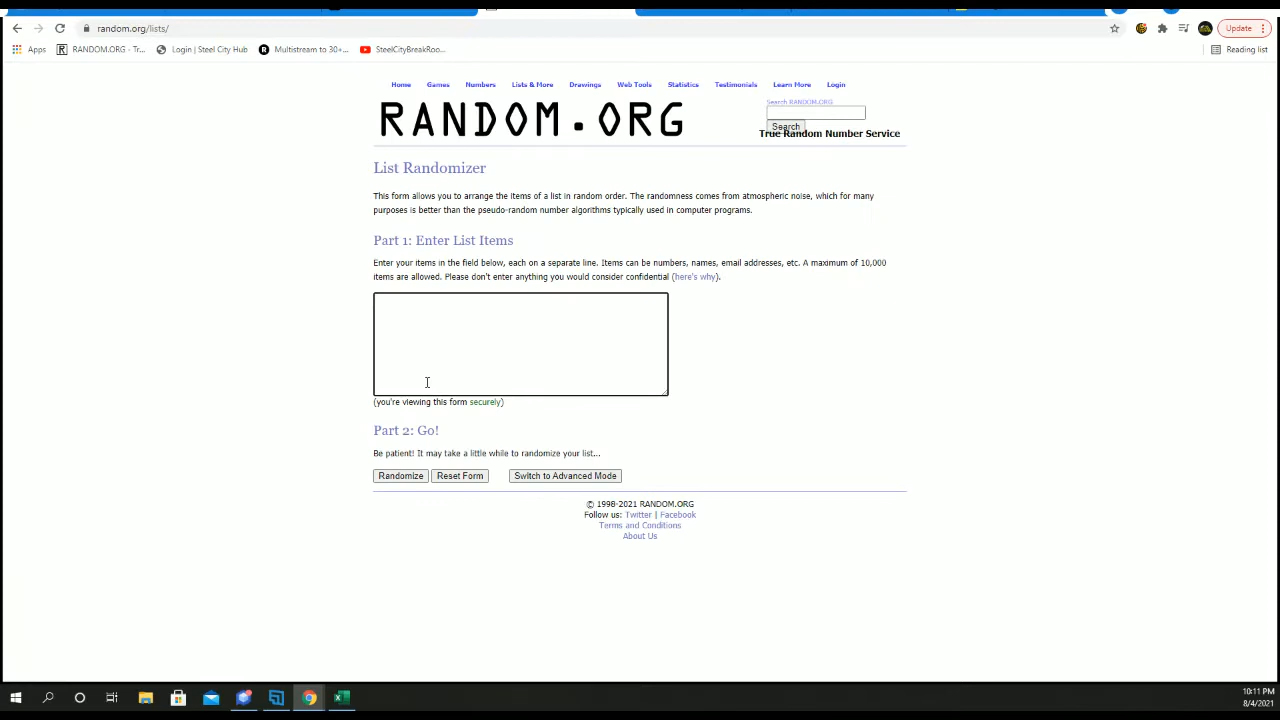 random.org/lists/
Update
Apps
RANDOM.ORG - Tr...
Login | Steel City Hub
Multistream to 30+...
SteelCityBreakRoo...
Reading list
Home
Games
Numbers
Lists & More
Drawings
Web Tools
Statistics
Testimonials
Learn More
Login
RANDOM.ORG
Search RANDOM.ORG
Search
True Random Number Service
List Randomizer
This form allows you to arrange the items of a list in random order. The randomness comes from atmospheric noise, which for many
purposes is better than the pseudo-random number algorithms typically used in computer programs.
Part 1: Enter List Items
Enter your items in the field below, each on a separate line. Items can be numbers, names, email addresses, etc. A maximum of 10,000
items are allowed. Please don't enter anything you would consider confidential (here's why).
(you're viewing this form securely)
Part 2: Go!
Be patient! It may take a little while to randomize your list...
Randomize
Reset Form
Switch to Advanced Mode
© 1998-2021 RANDOM.ORG
Follow us: Twitter | Facebook
Terms and Conditions
About Us
10:11 PM
8/4/2021